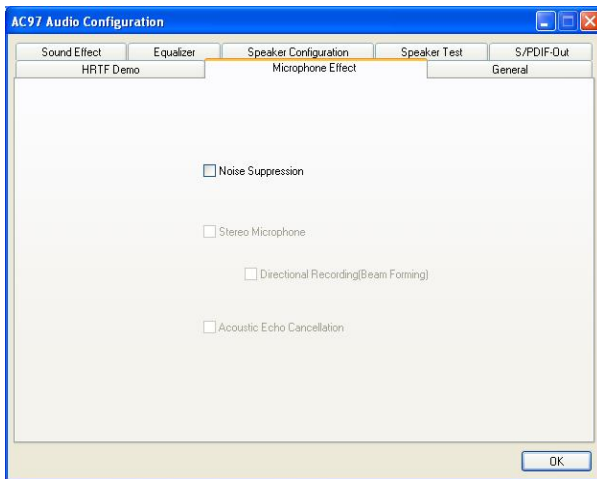 AC97 Audio Configuration
Sound Effect Equalizer Speaker Configuration Speaker Test S/PDIF-Out
HRTF Demo Microphone Effect General
Noise Suppression
Stereo Microphone
Directional Recording(Beam Forming)
Acoustic Echo Cancellation
OK